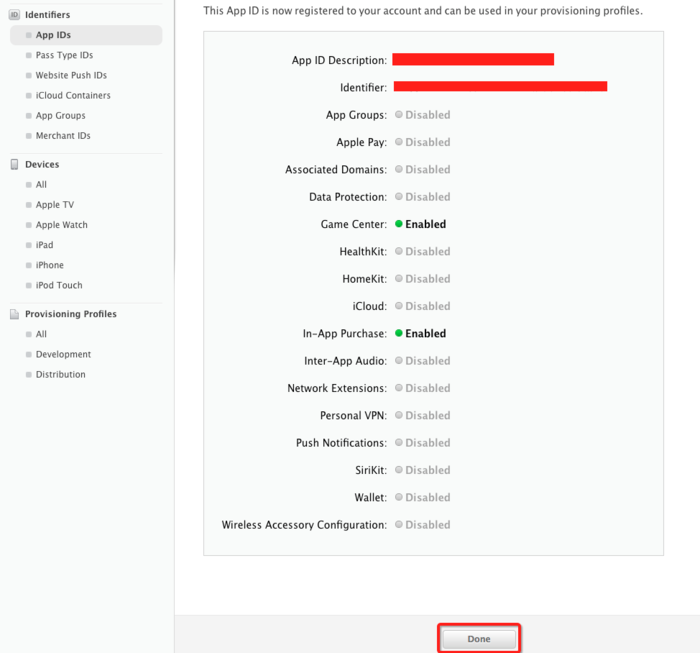 Identifiers
App IDs
Pass Type IDs
Website Push IDs
iCloud Containers
App Groups
Merchant IDs
Devices
All
Apple TV
Apple Watch
iPad
iPhone
iPod Touch
Provisioning Profiles
All
Development
Distribution
This App ID is now registered to your account and can be used in your provisioning profiles.
App ID Description:
Identifier:
App Groups: Disabled
Apple Pay: Disabled
Associated Domains: Disabled
Data Protection: Disabled
Game Center: Enabled
HealthKit: Disabled
HomeKit: Disabled
iCloud: Disabled
In-App Purchase: Enabled
Inter-App Audio: Disabled
Network Extensions: Disabled
Personal VPN: Disabled
Push Notifications: Disabled
SiriKit: Disabled
Wallet: Disabled
Wireless Accessory Configuration: Disabled
Done